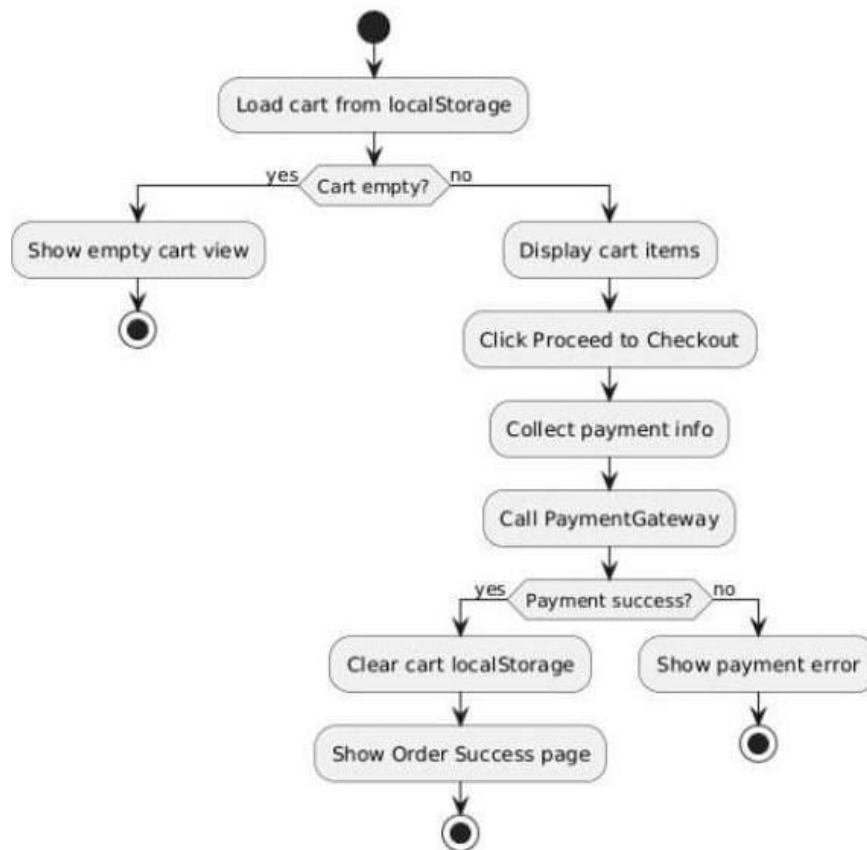 Load cart from localStorage
yes
Cart empty?
no
Show empty cart view
Display cart items
Click Proceed to Checkout
Collect payment info
Call PaymentGateway
yes
Payment success?
no
Clear cart localStorage
Show payment error
Show Order Success page